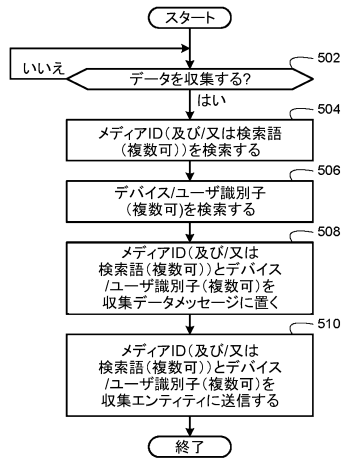 スタート
502
いいえ
データを収集する?
はい
504
メディアID(及び/又は検索語
(複数可))を検索する
506
デバイス/ユーザ識別子
(複数可)を検索する
508
メディアID(及び/又は
検索語(複数可))とデバイス
/ユーザ識別子(複数可)を
収集データメッセージに置く
510
メディアID(及び/又は
検索語(複数可))とデバイス
/ユーザ識別子(複数可)を
収集エンティティに送信する
終了